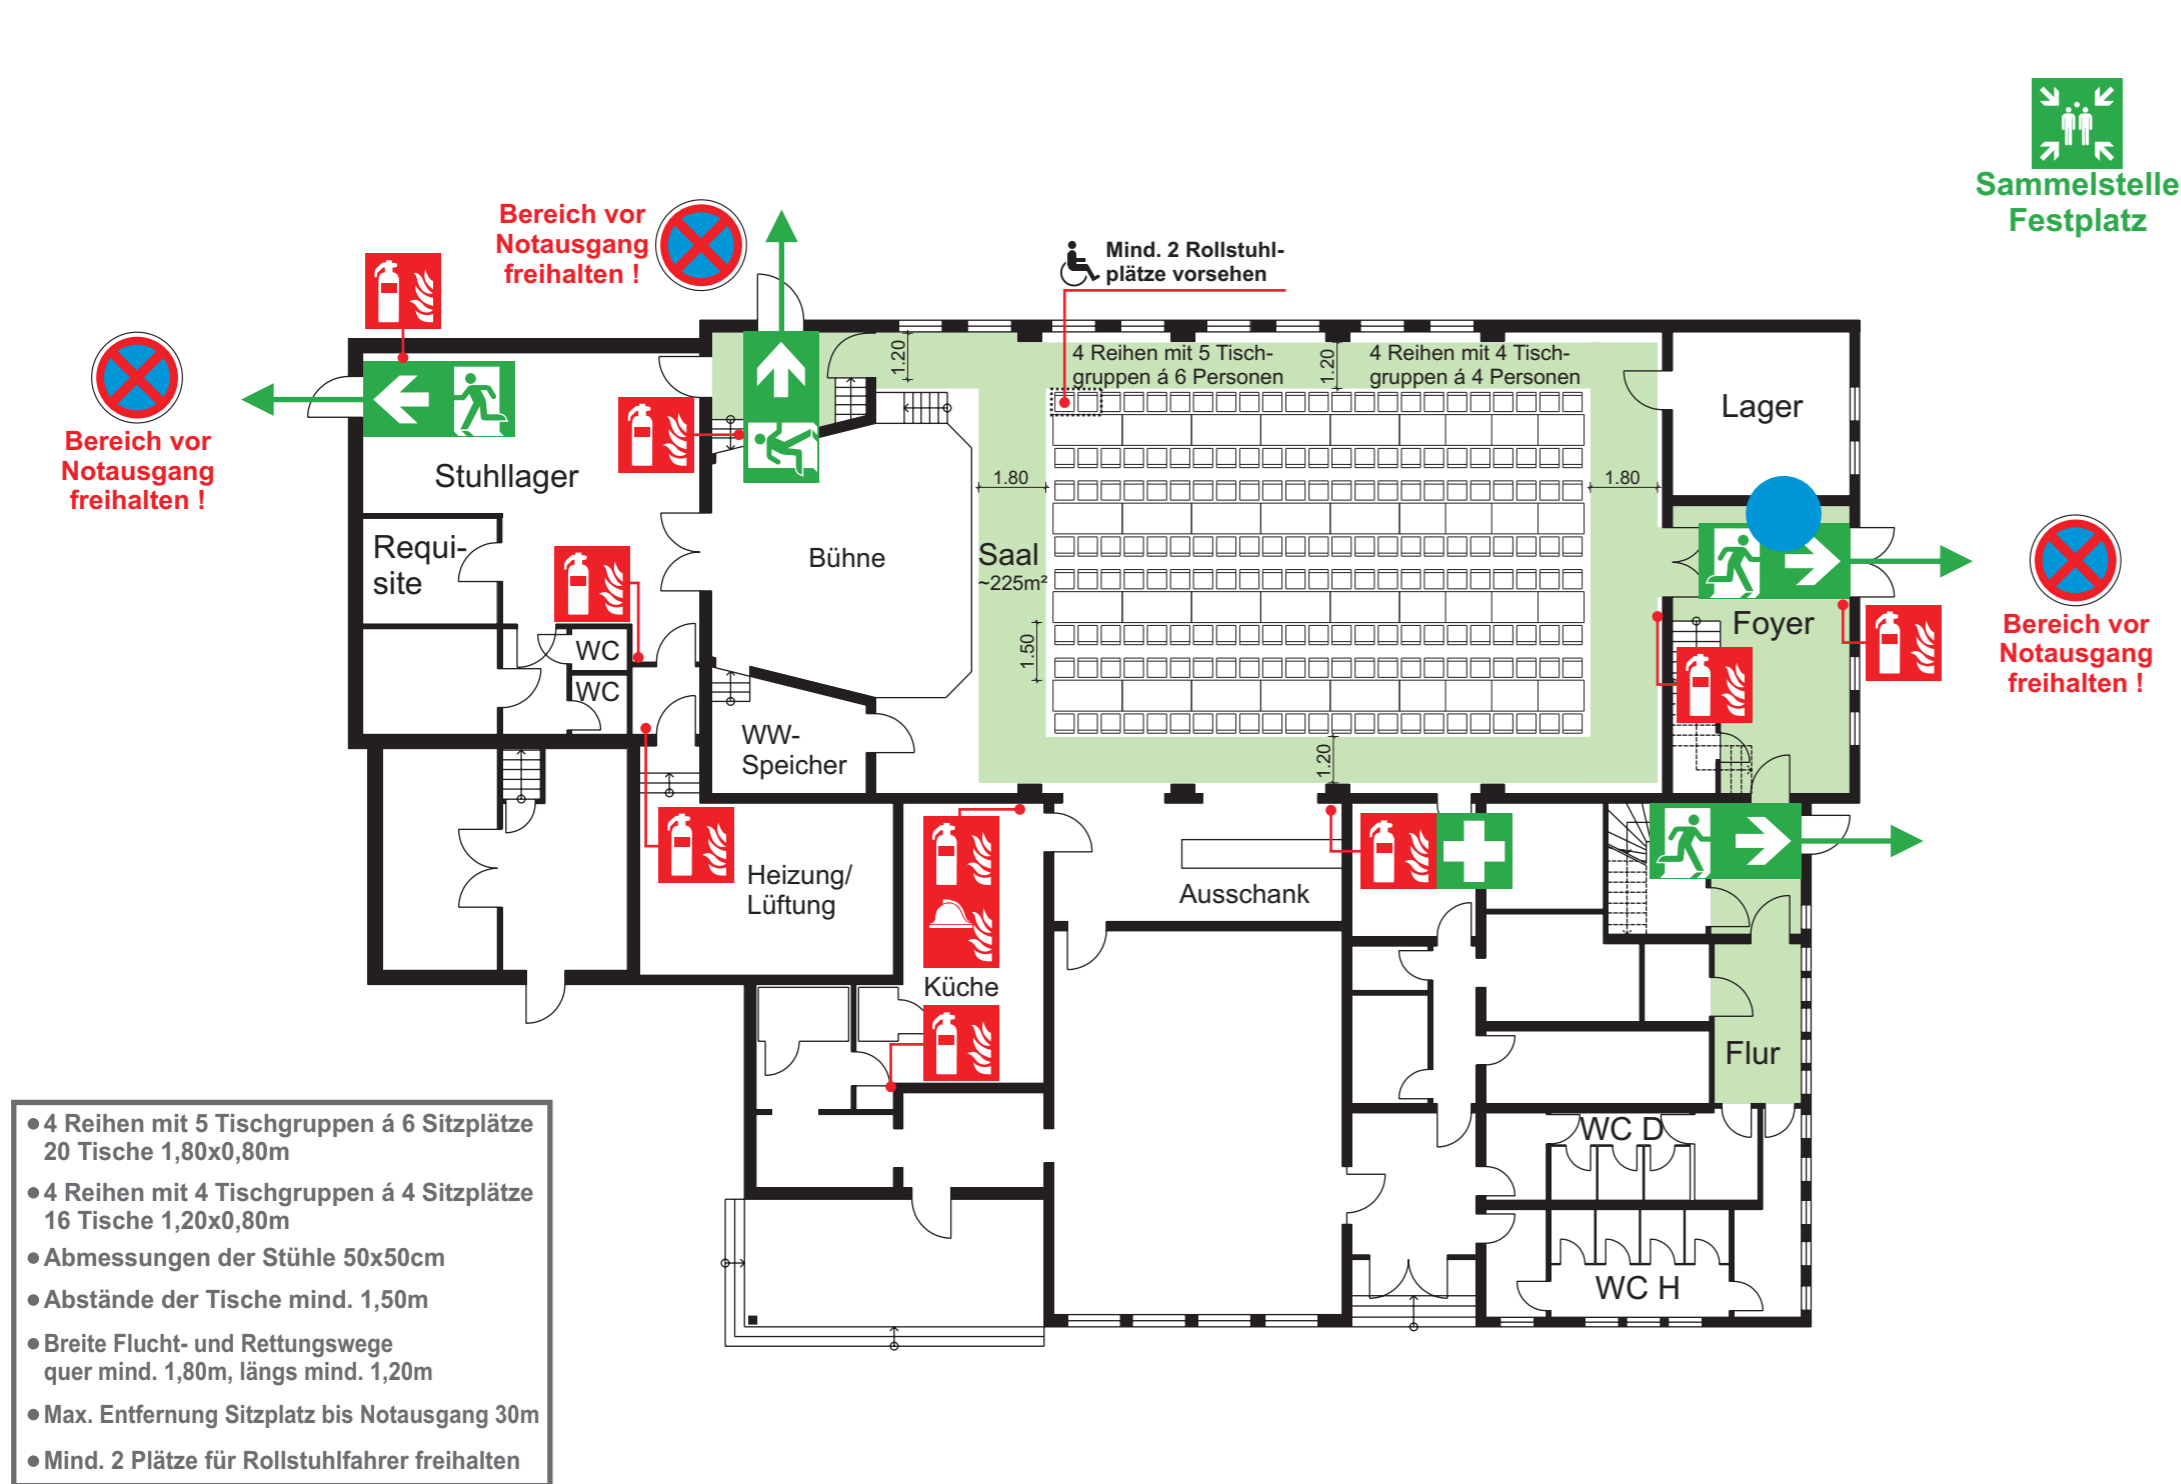 Sammelstelle
Festplatz
Bereich vor
Notausgang
freihalten !
Mind. 2 Rollstuhl-
plätze vorsehen
Bereich vor
Notausgang
freihalten !
1.20
4 Reihen mit 5 Tisch-
gruppen á 6 Personen
1.20
4 Reihen mit 4 Tisch-
gruppen á 4 Personen
Lager
Stuhllager
1.80
1.80
Requi-
site
Bühne
Saal
~225m²
Foyer
Bereich vor
Notausgang
freihalten !
WC
WC
1.50
WW-
Speicher
1.20
Heizung/
Lüftung
Ausschank
Küche
Flur
WC D
WC H
• 4 Reihen mit 5 Tischgruppen á 6 Sitzplätze
20 Tische 1,80x0,80m
• 4 Reihen mit 4 Tischgruppen á 4 Sitzplätze
16 Tische 1,20x0,80m
• Abmessungen der Stühle 50x50cm
• Abstände der Tische mind. 1,50m
• Breite Flucht- und Rettungswege
quer mind. 1,80m, längs mind. 1,20m
• Max. Entfernung Sitzplatz bis Notausgang 30m
• Mind. 2 Plätze für Rollstuhlfahrer freihalten